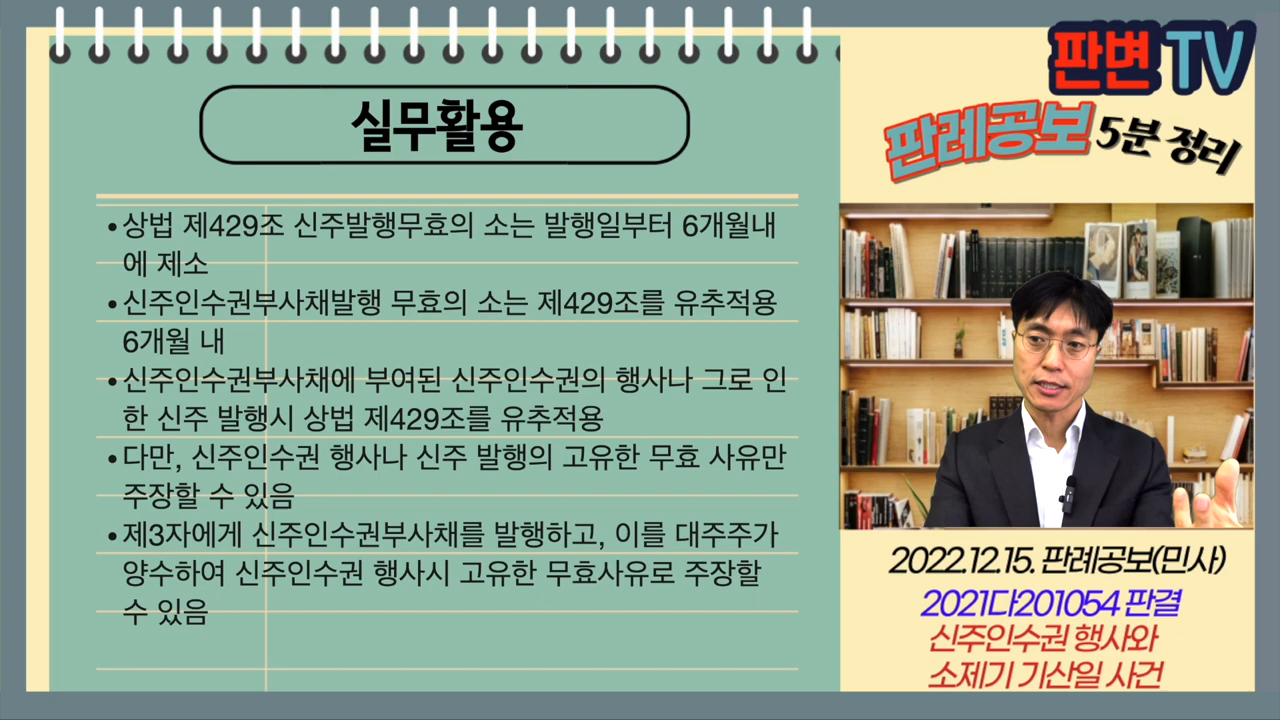 실무활용
•상법 제429조 신주발행무효의 소는 발행일부터 6개월내
에 제소
•신주인수권부사채발행 무효의 소는 제429조를 유추적용
6개월 내
•신주인수권부사채에 부여된 신주인수권의 행사나 그로 인
한 신주 발행시 상법 제429조를 유추적용
•다만, 신주인수권 행사나 신주 발행의 고유한 무효 사유만
주장할 수 있음
•제3자에게 신주인수권부사채를 발행하고, 이를 대주주가
양수하여 신주인수권 행사시 고유한 무효사유로 주장할
수 있음
판변 TV
판례공보 5분 정리
2022.12.15. 판례공보(민사)
2021다201054 판결
신주인수권 행사와
소제기 기산일 사건